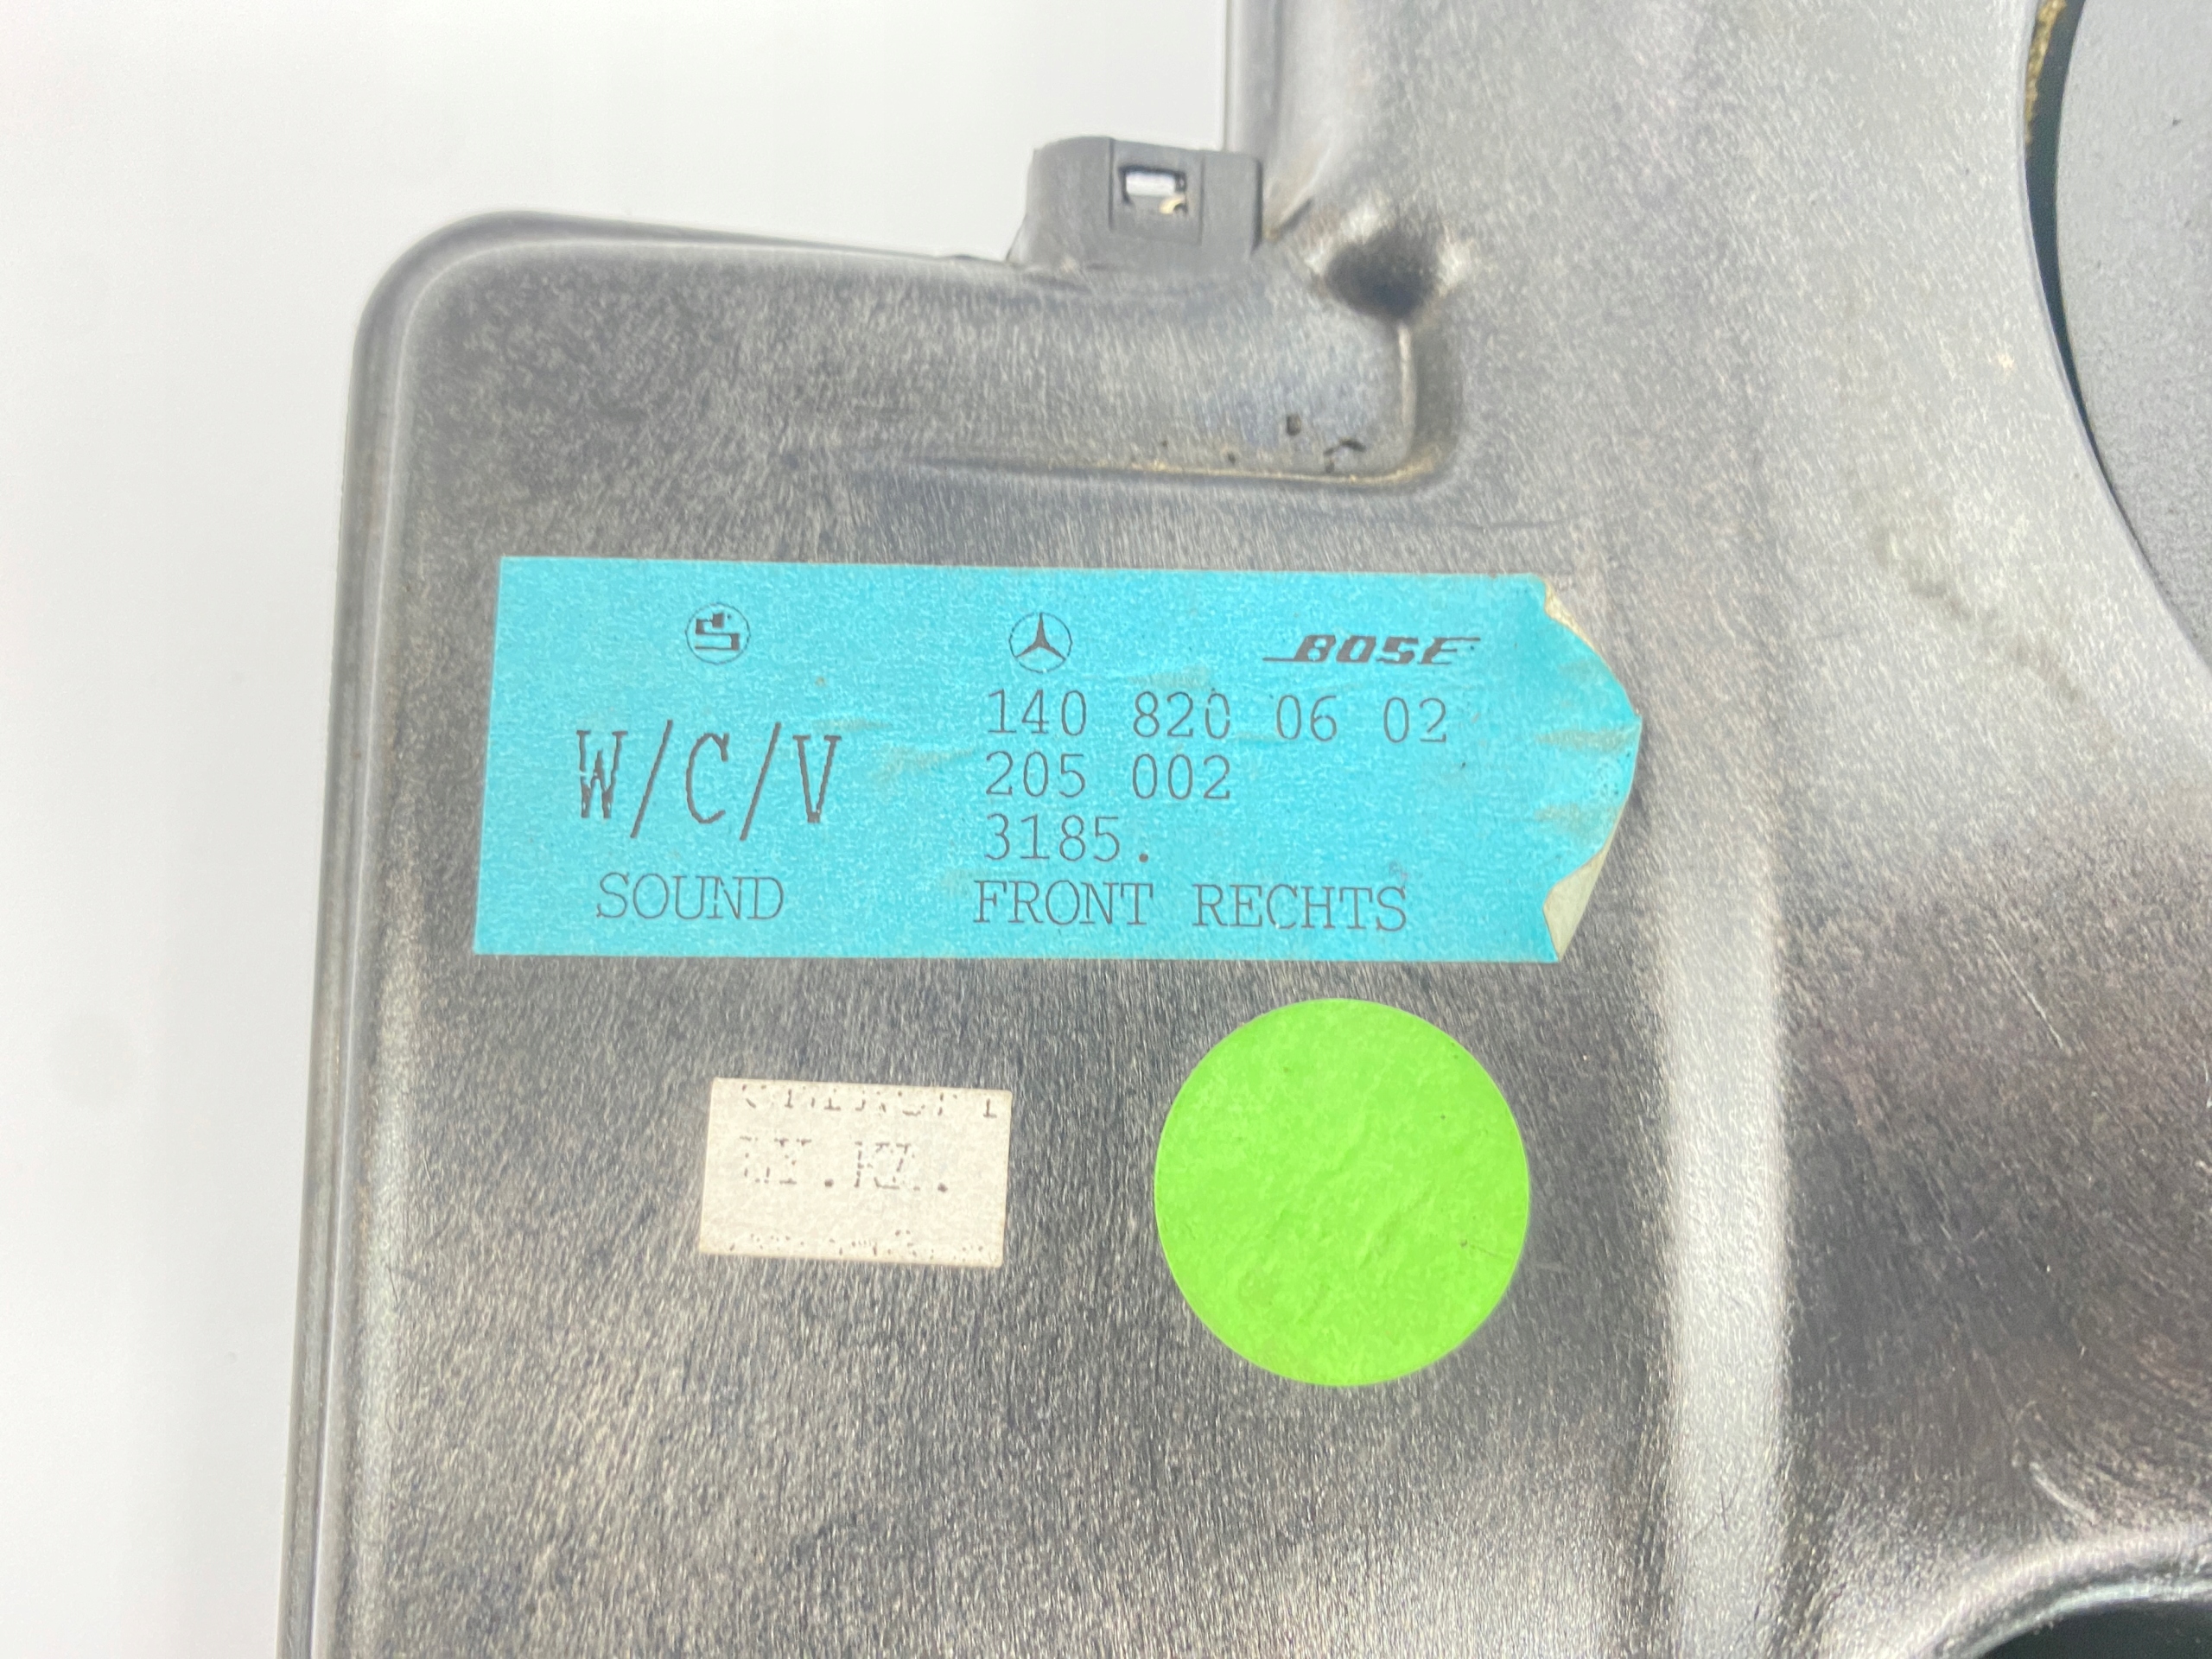 BOSE
140 820 06 02
W/C/V
205 002
3185.
SOUND
FRONT RECHTS